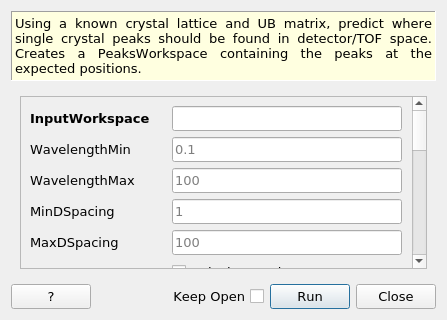 Using a known crystal lattice and UB matrix, predict where
single crystal peaks should be found in detector/TOF space.
Creates a PeaksWorkspace containing the peaks at the
expected positions.
InputWorkspace
WavelengthMin 0.1
WavelengthMax 100
MinDSpacing 1
MaxDSpacing 100
? Keep Open Run Close